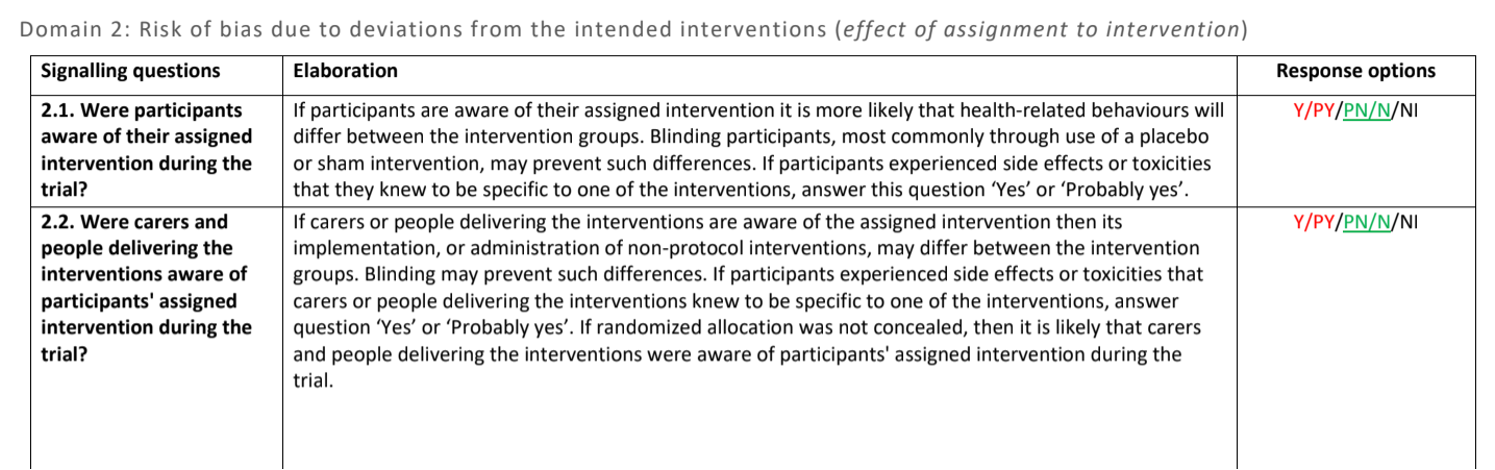 Domain 2: Risk of bias due to deviations from the intended interventions (effect of assignment to intervention)
Signalling questions
Elaboration
Response options
2.1. Were participants
aware of their assigned
intervention during the
trial?
If participants are aware of their assigned intervention it is more likely that health-related behaviours will
differ between the intervention groups. Blinding participants, most commonly through use of a placebo
or sham intervention, may prevent such differences. If participants experienced side effects or toxicities
that they knew to be specific to one of the interventions, answer this question ‘Yes’ or ‘Probably yes’.
Y/PY/PN/N/NI
2.2. Were carers and
people delivering the
interventions aware of
participants' assigned
intervention during the
trial?
If carers or people delivering the interventions are aware of the assigned intervention then its
implementation, or administration of non-protocol interventions, may differ between the intervention
groups. Blinding may prevent such differences. If participants experienced side effects or toxicities that
carers or people delivering the interventions knew to be specific to one of the interventions, answer
question ‘Yes’ or ‘Probably yes’. If randomized allocation was not concealed, then it is likely that carers
and people delivering the interventions were aware of participants' assigned intervention during the
trial.
Y/PY/PN/N/NI